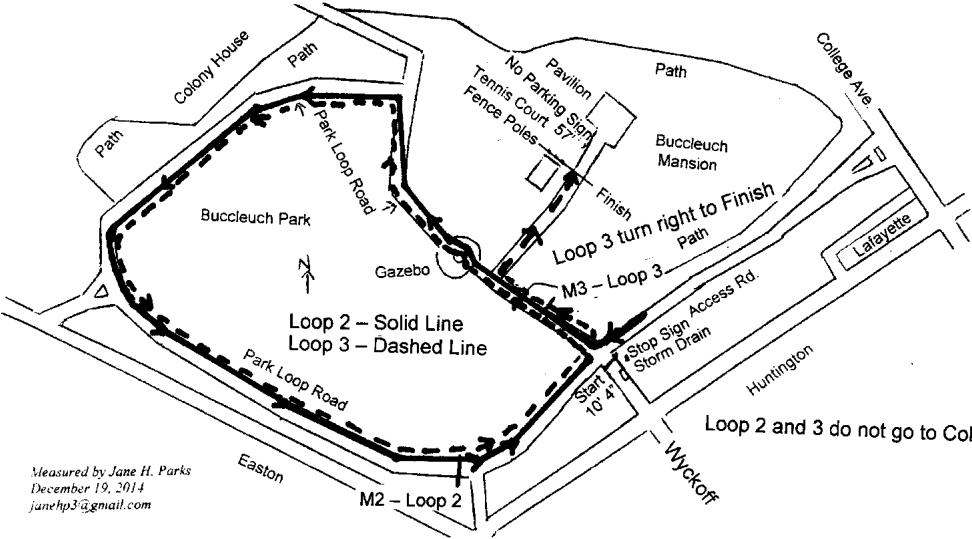 College Ave.
Colony House
Path
Path
Pavilion
No Parking Sign
Tennis Court 57"
Fence Poles
Path
Buccleuch
Mansion
Park Loop Road
Buccleuch Park
Finish
Loop 3 turn right to Finish
Path
Lafayette
Gazebo
N
M3 – Loop 3
Loop 2 – Solid Line
Loop 3 – Dashed Line
Stop Sign Access Rd.
Storm Drain
Park Loop Road
Start
10' 4"
Huntington
Loop 2 and 3 do not go to Col
Easton
Wyckoff
Measured by Jane H. Parks
December 19, 2014
janehp3@gmail.com
M2 – Loop 2